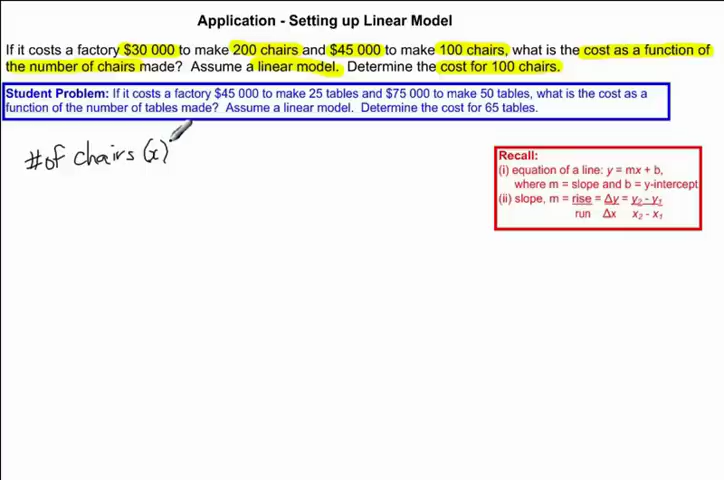 Application - Setting up Linear Model
If it costs a factory $30 000 to make 200 chairs and $45 000 to make 100 chairs, what is the cost as a function of
the number of chairs made? Assume a linear model. Determine the cost for 100 chairs.
Student Problem: If it costs a factory $45 000 to make 25 tables and $75 000 to make 50 tables, what is the cost as a
function of the number of tables made? Assume a linear model. Determine the cost for 65 tables.
# of chairs (x)
Recall:
(i) equation of a line: y = mx + b,
where m = slope and b = y-intercept
(ii) slope, m = rise = Δy = y₂ - y₁
run Δx x₂ - x₁